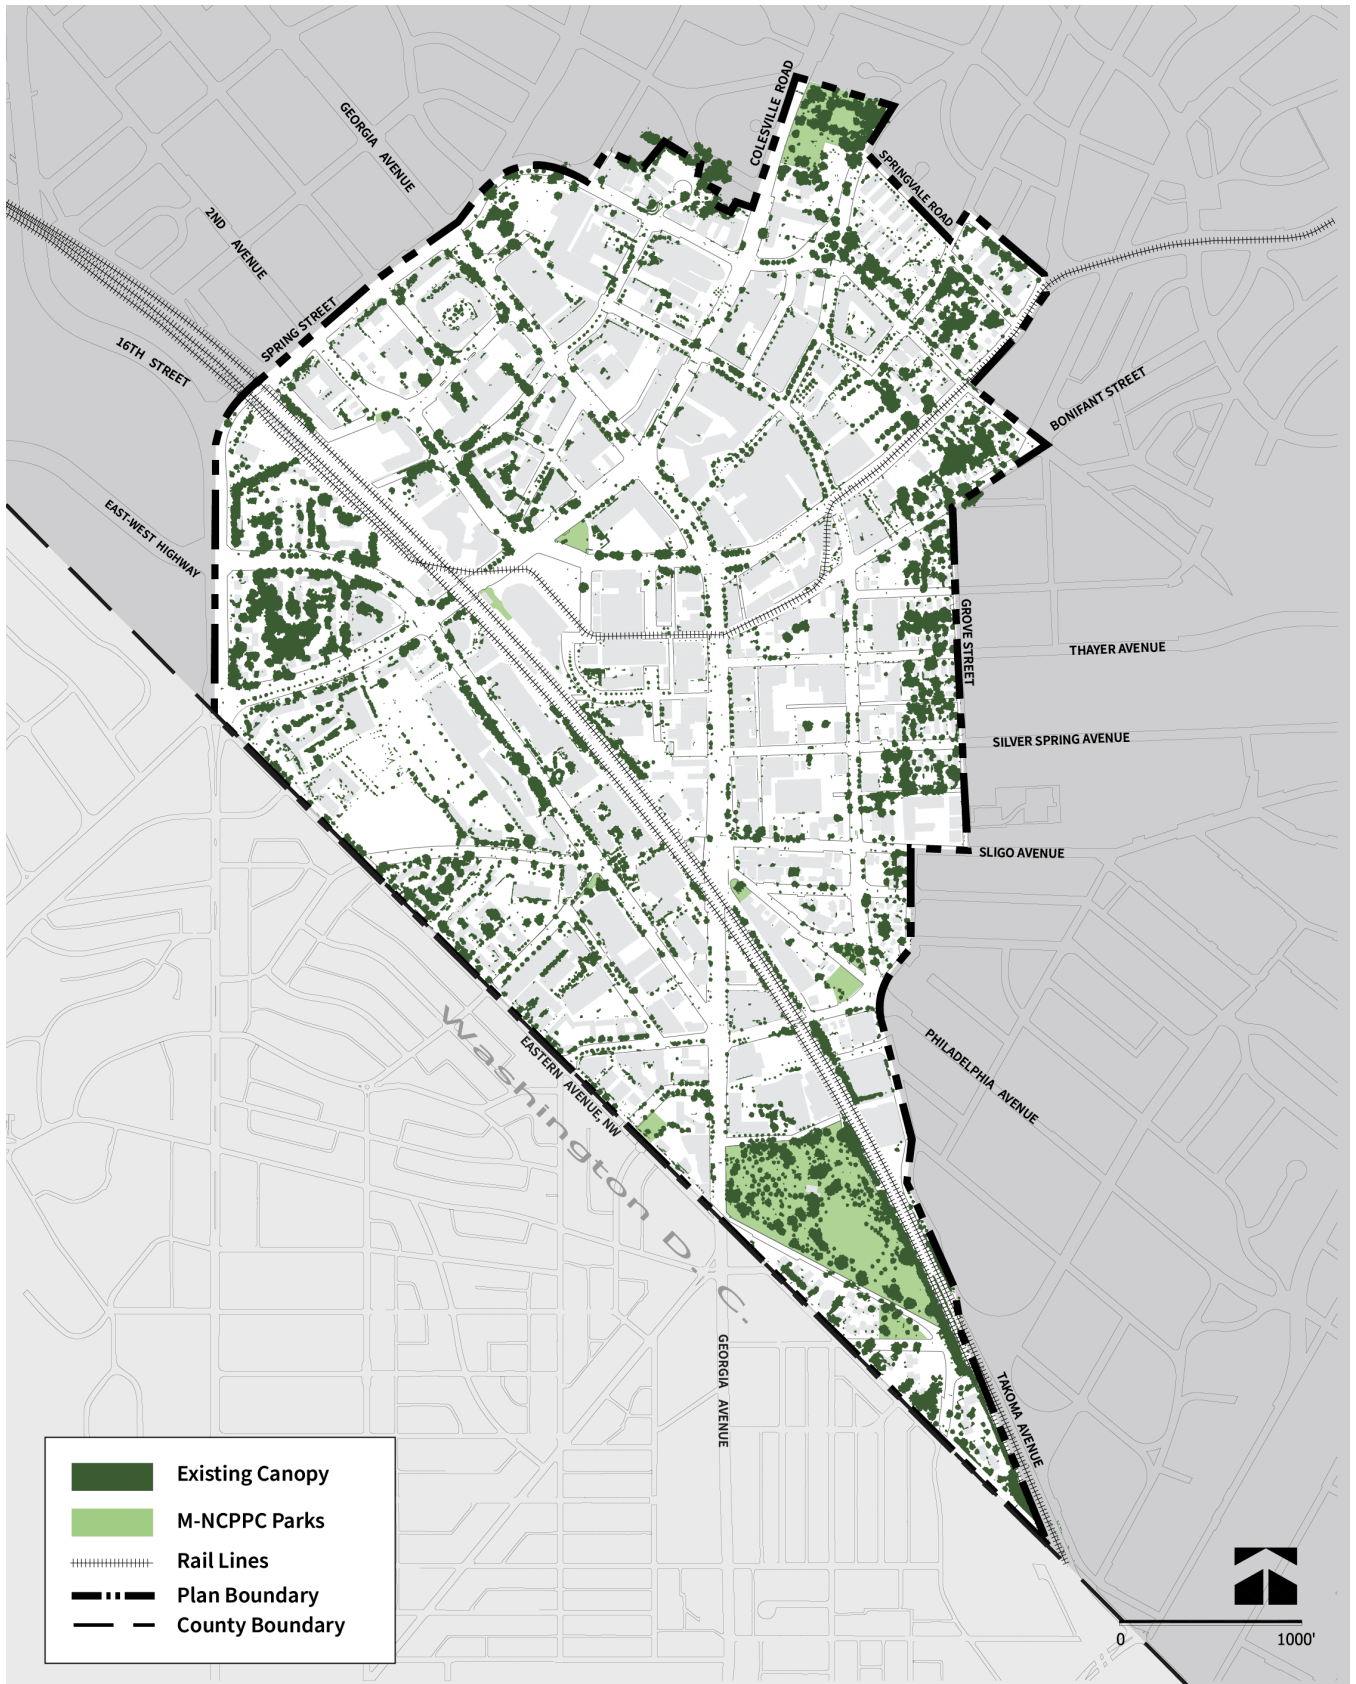 COLESVILLE ROAD
GEORGIA AVENUE
SPRINGVALE ROAD
2ND AVENUE
SPRING STREET
16TH STREET
BONIFANT STREET
EAST-WEST HIGHWAY
GROVE STREET
THAYER AVENUE
SILVER SPRING AVENUE
SLIGO AVENUE
Washington D.C.
EASTERN AVENUE, NW
PHILADELPHIA AVENUE
GEORGIA AVENUE
TAKOMA AVENUE
Existing Canopy
M-NCPPC Parks
Rail Lines
Plan Boundary
County Boundary
0 1000'